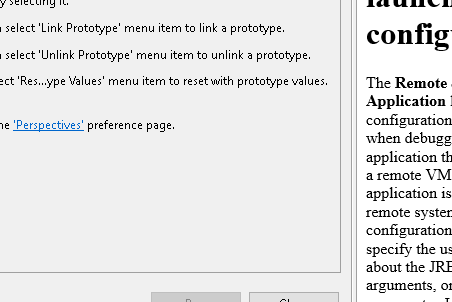 y selecting it.
select 'Link Prototype' menu item to link a prototype.
select 'Unlink Prototype' menu item to unlink a prototype.
ect 'Res...ype Values' menu item to reset with prototype values.
ne 'Perspectives' preference page.
config
The Remote
Application
configuration
when debugg
application th
a remote VM
application is
remote system
configuration
specify the us
about the JRE
arguments, or